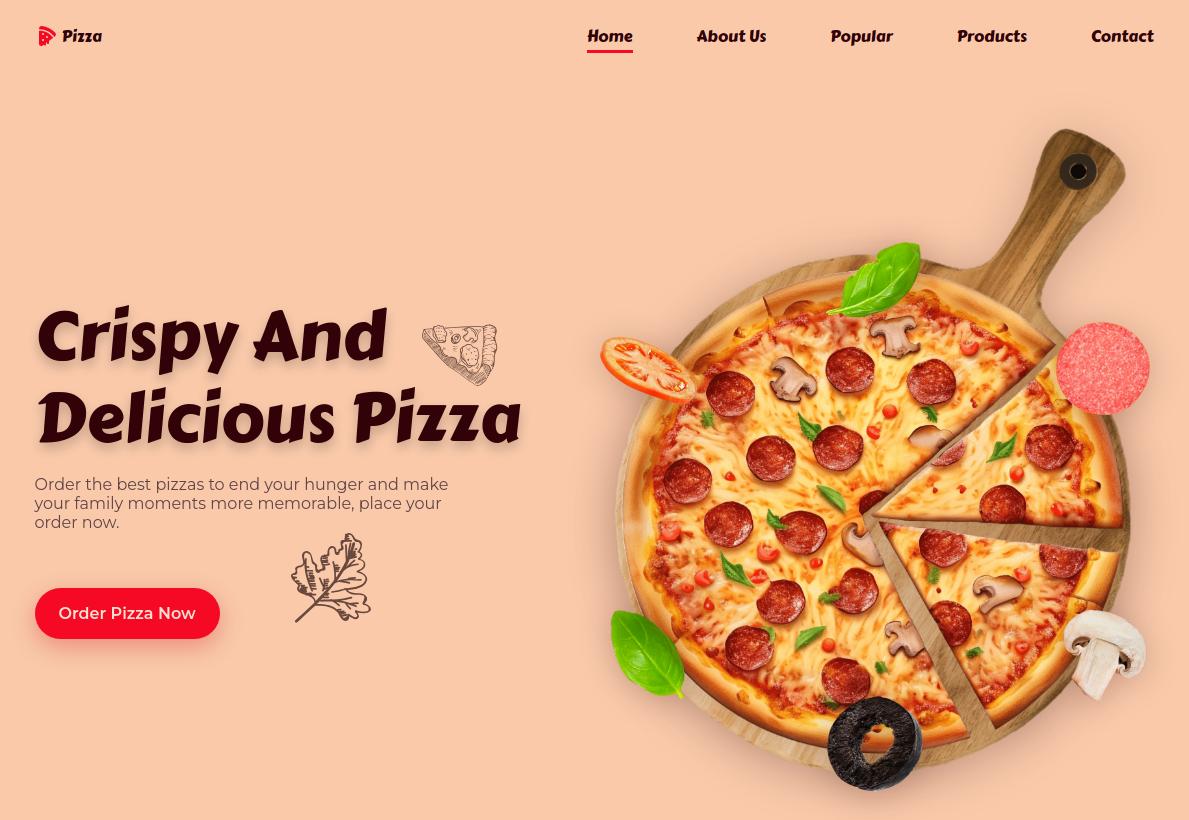 Pizza
Home
About Us
Popular
Products
Contact
Crispy And
Delicious Pizza
Order the best pizzas to end your hunger and make
your family moments more memorable, place your
order now.
Order Pizza Now